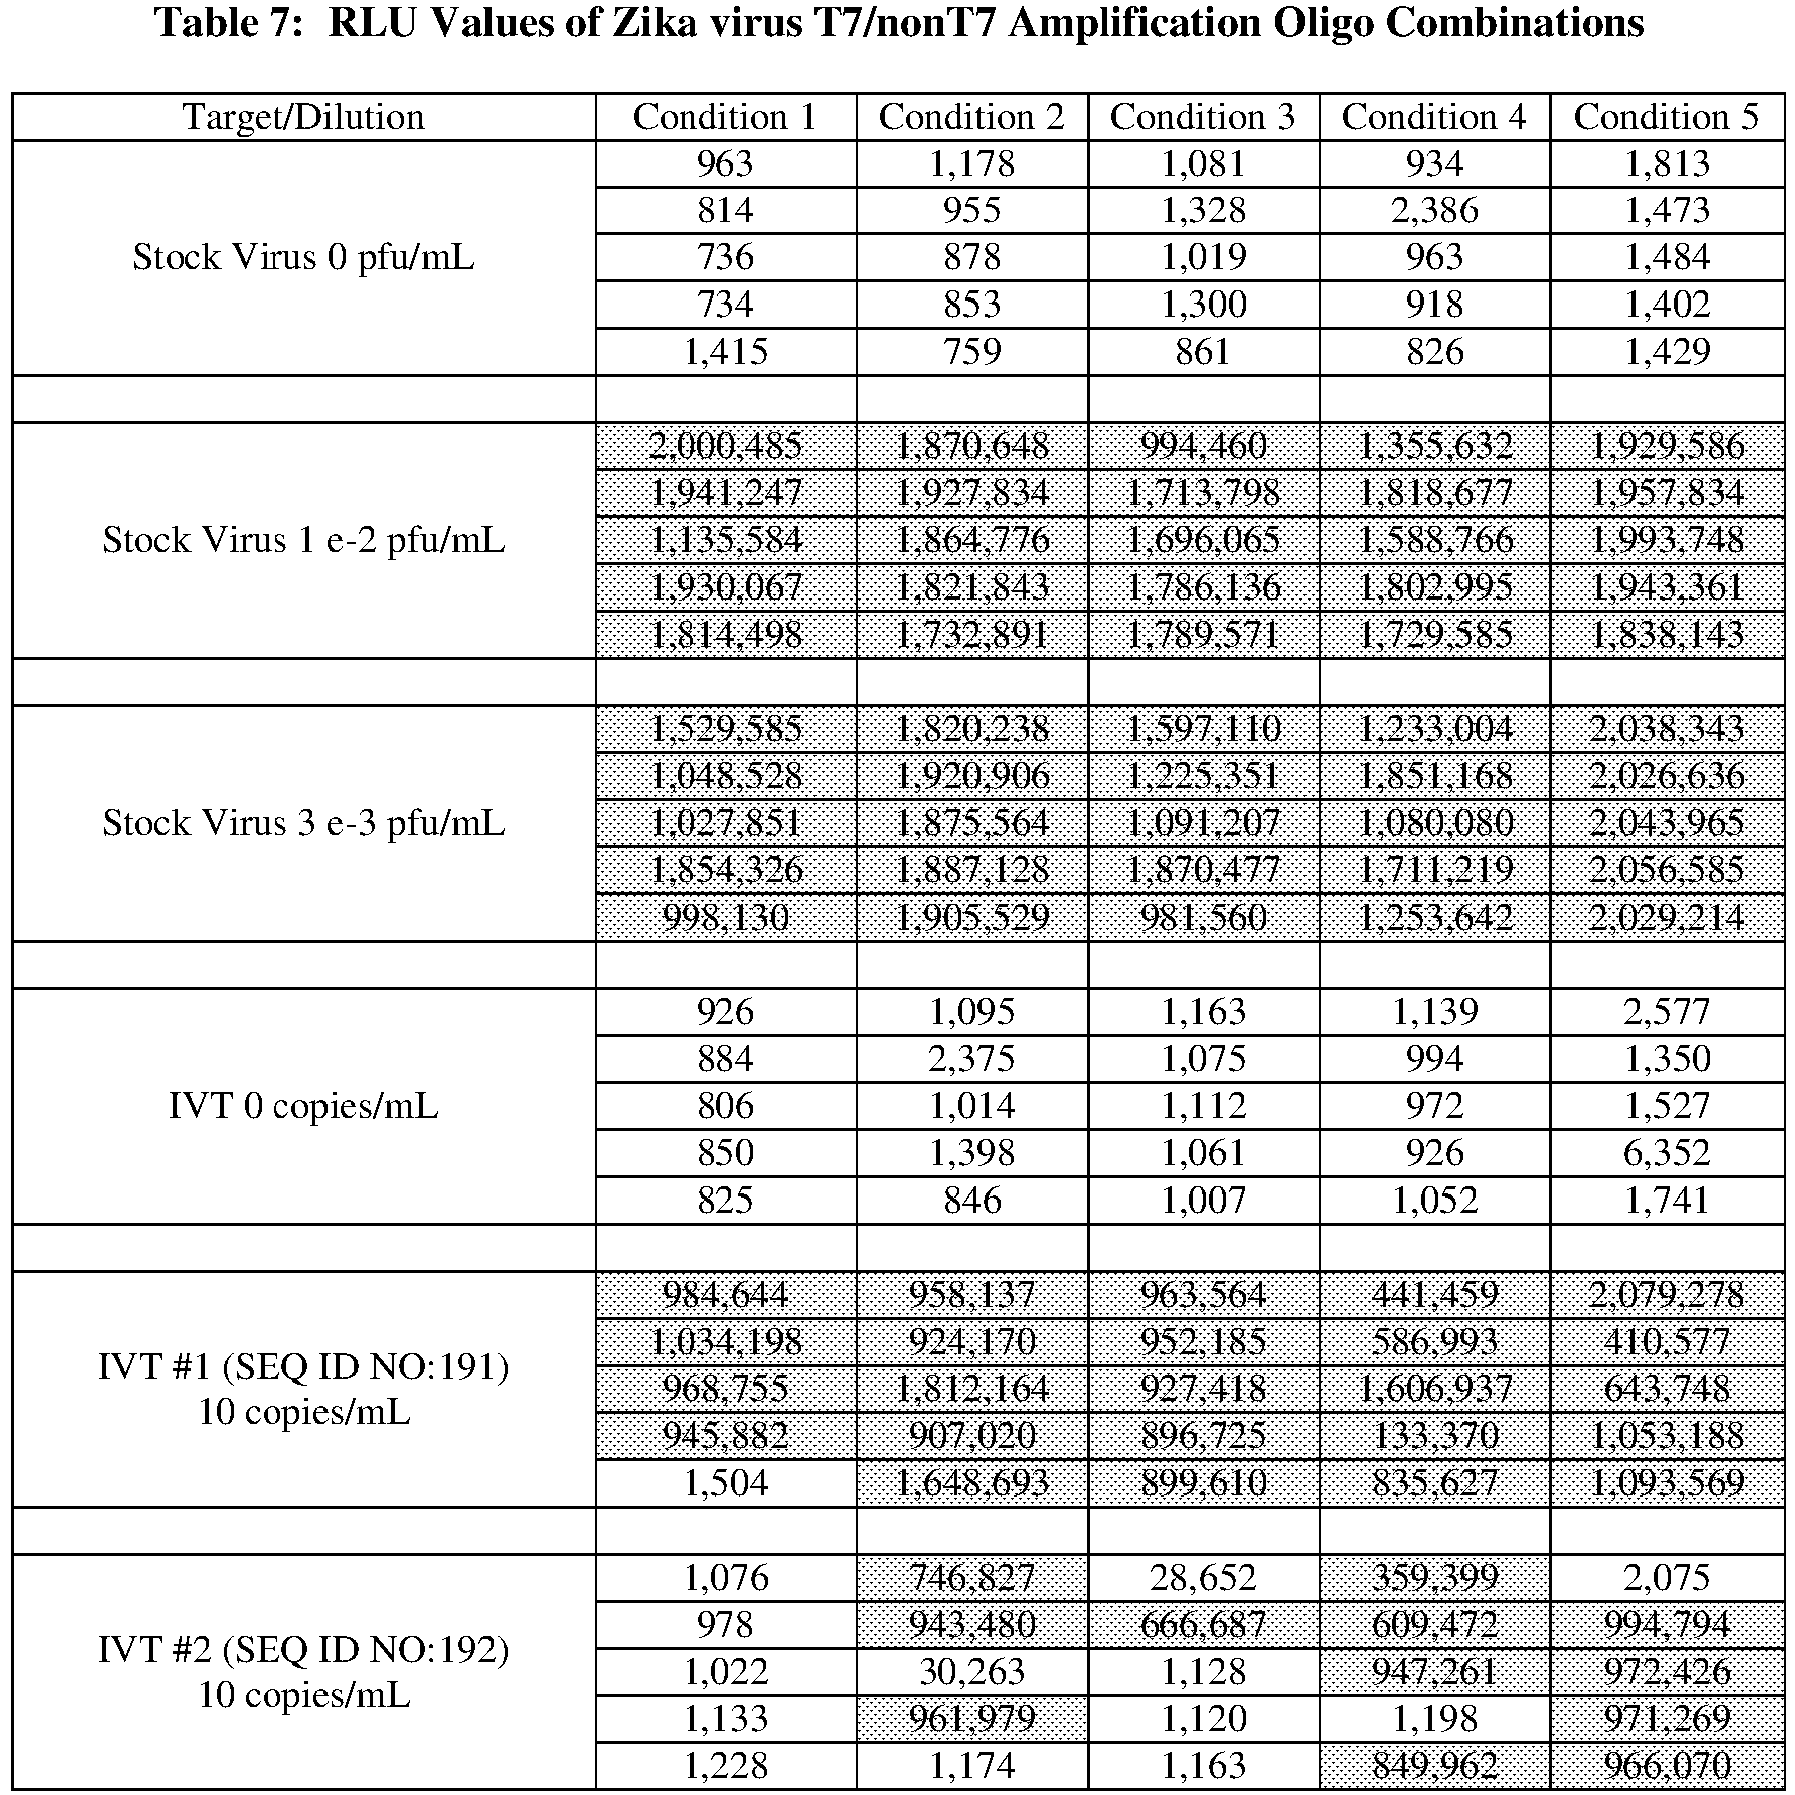 Table 7: RLU Values of Zika virus T7/nonT7 Amplification Oligo Combinations
Target/Dilution Condition 1 Condition 2 Condition 3 Condition 4 Condition 5
963 1,178 1,081 934 1,813
814 955 1,328 2,386 1,473
Stock Virus 0 pfu/mL 736 878 1,019 963 1,484
734 853 1,300 918 1,402
1,415 759 861 826 1,429
2,000,485 1,870,648 994,460 1,355,632 1,929,586
1,941,247 1,927,834 1,713,798 1,818,677 1,957,834
Stock Virus 1 e-2 pfu/mL 1,135,584 1,864,776 1,696,065 1,588,766 1,993,748
1,930,067 1,821,843 1,786,136 1,802,995 1,943,361
1,814,498 1,732,891 1,789,571 1,729,585 1,838,143
1,529,585 1,820,238 1,597,110 1,233,004 2,038,343
1,048,528 1,920,906 1,225,351 1,851,168 2,026,636
Stock Virus 3 e-3 pfu/mL 1,027,851 1,875,564 1,091,207 1,080,080 2,043,965
1,854,326 1,887,128 1,870,477 1,711,219 2,056,585
998,130 1,905,529 981,560 1,253,642 2,029,214
926 1,095 1,163 1,139 2,577
884 2,375 1,075 994 1,350
IVT 0 copies/mL 806 1,014 1,112 972 1,527
850 1,398 1,061 926 6,352
825 846 1,007 1,052 1,741
984,644 958,137 963,564 441,459 2,079,278
1,034,198 924,170 952,185 586,993 410,577
IVT #1 (SEQ ID NO:191)
968,755 1,812,164 927,418 1,606,937 643,748
10 copies/mL
945,882 907,020 896,725 133,370 1,053,188
1,504 1,648,693 899,610 835,627 1,093,569
1,076 746,827 28,652 359,399 2,075
978 943,480 666,687 609,472 994,794
IVT #2 (SEQ ID NO:192)
1,022 30,263 1,128 947,261 972,426
10 copies/mL
1,133 961,979 1,120 1,198 971,269
1,228 1,174 1,163 849,962 966,070